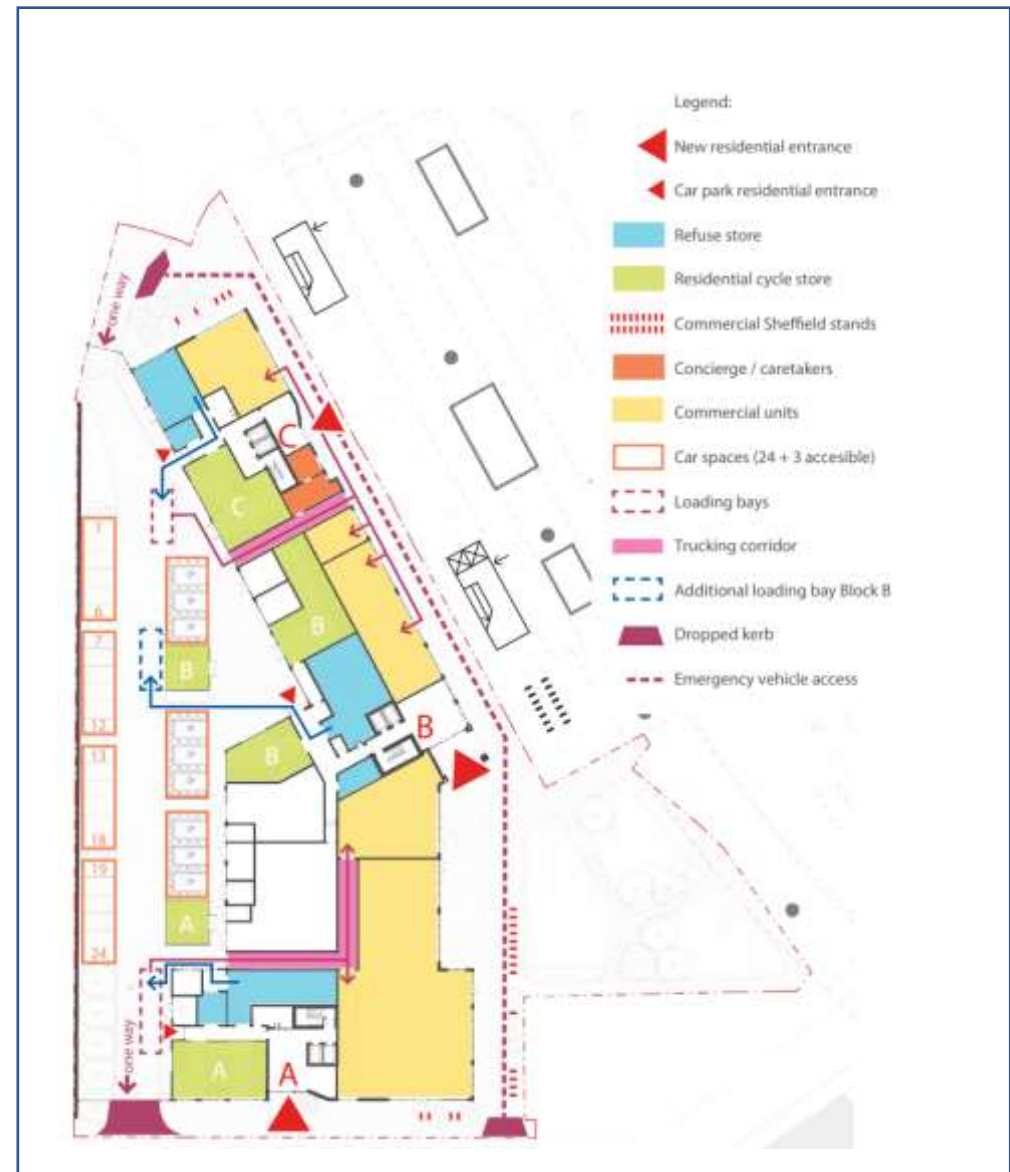 Legend:
New residential entrance
Car park residential entrance
Refuse store
Residential cycle store
Commercial Sheffield stands
Concierge / caretakers
Commercial units
Car spaces (24 + 3 accesible)
Loading bays
Trucking corridor
Additional loading bay Block B
Dropped kerb
Emergency vehicle access
one way
C
C
1
6
B
7
B
12
B
B
13
18
19
A
24
one way
A
A